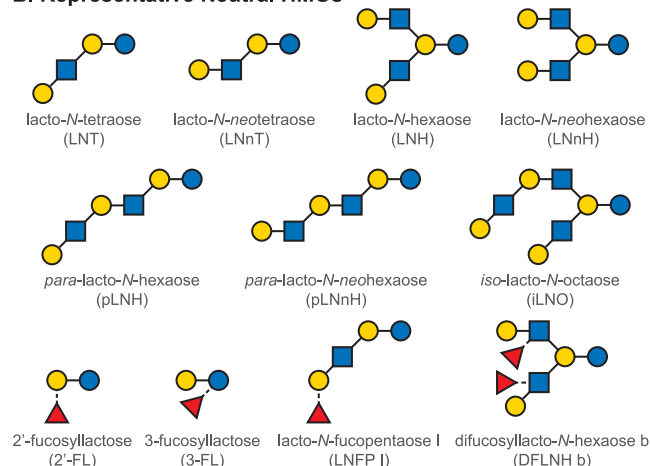 B. Representative Neutral HMOs
lacto-N-tetraose
(LNT)
lacto-N-neotetraose
(LNnT)
lacto-N-hexaose
(LNH)
lacto-N-neohexaose
(LNnH)
para-lacto-N-hexaose
(pLNH)
para-lacto-N-neohexaose
(pLNnH)
iso-lacto-N-octaose
(iLNO)
2'-fucosyllactose
(2'-FL)
3-fucosyllactose
(3-FL)
lacto-N-fucopentaose I
(LNFP I)
difucosyllacto-N-hexaose b
(DFLNH b)